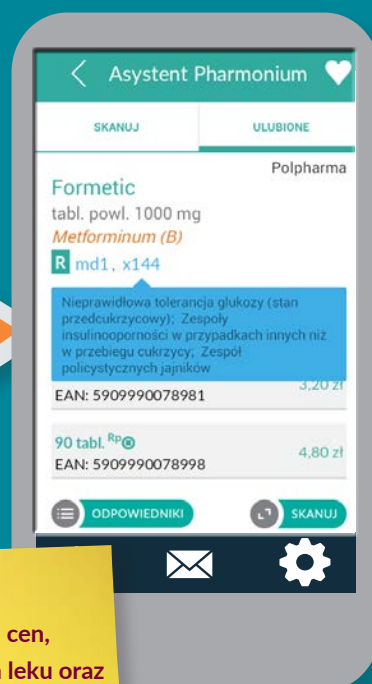 Asystent Pharmonium
SKANUJ
ULUBIONE
Polpharma
Formetic
tabl. powl. 1000 mg
Metforminum (B)
R md1, x144
Nieprawidłowa tolerancja glukozy (stan
przedcukrzycowy); Zespoły
insulinooporności w przypadkach innych niż
w przebiegu cukrzycy; Zespół
policystycznych jajników
3,20 zł
EAN: 5909990078981
90 tabl. Rp
4,80 zł
EAN: 5909990078998
ODPOWIEDNIKI
SKANUJ
cen,
leku oraz